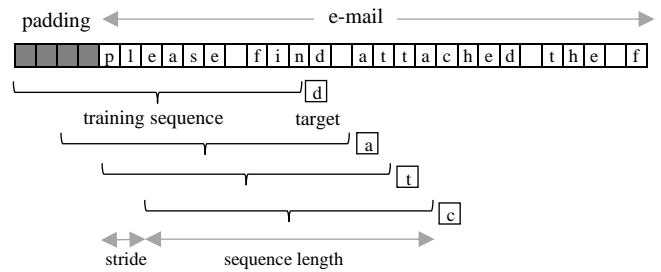 padding e-mail
p l e a s e f i n d a t t a c h e d t h e f
d
training sequence target
a
t
c
stride sequence length